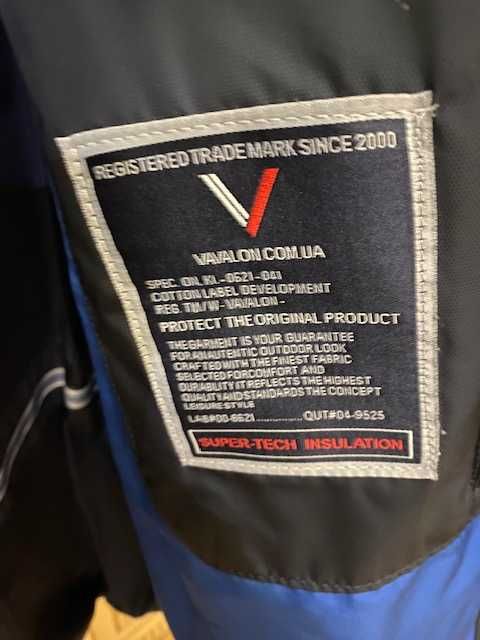 REGISTERED TRADE MARK SINCE 2000
VAVALON.COM.UA
SPEC. ON. KL-0521-041
COTTON LABEL DEVELOPMENT
REG. TM/W - VAVALON -
PROTECT THE ORIGINAL PRODUCT
THE GARMENT IS YOUR GUARANTEE
FOR AN AUTENTIC OUTDOOR LOOK
CRAFTED WITH THE FINEST FABRIC
SELECTED FOR COMFORT AND
DURABILITY IT REFLECTS THE HIGHEST
QUALITY AND STANDARDS THE CONCEPT
LEISURE STYLE
LAB#00-8621.............. QUT#04-9525
SUPER-TECH INSULATION